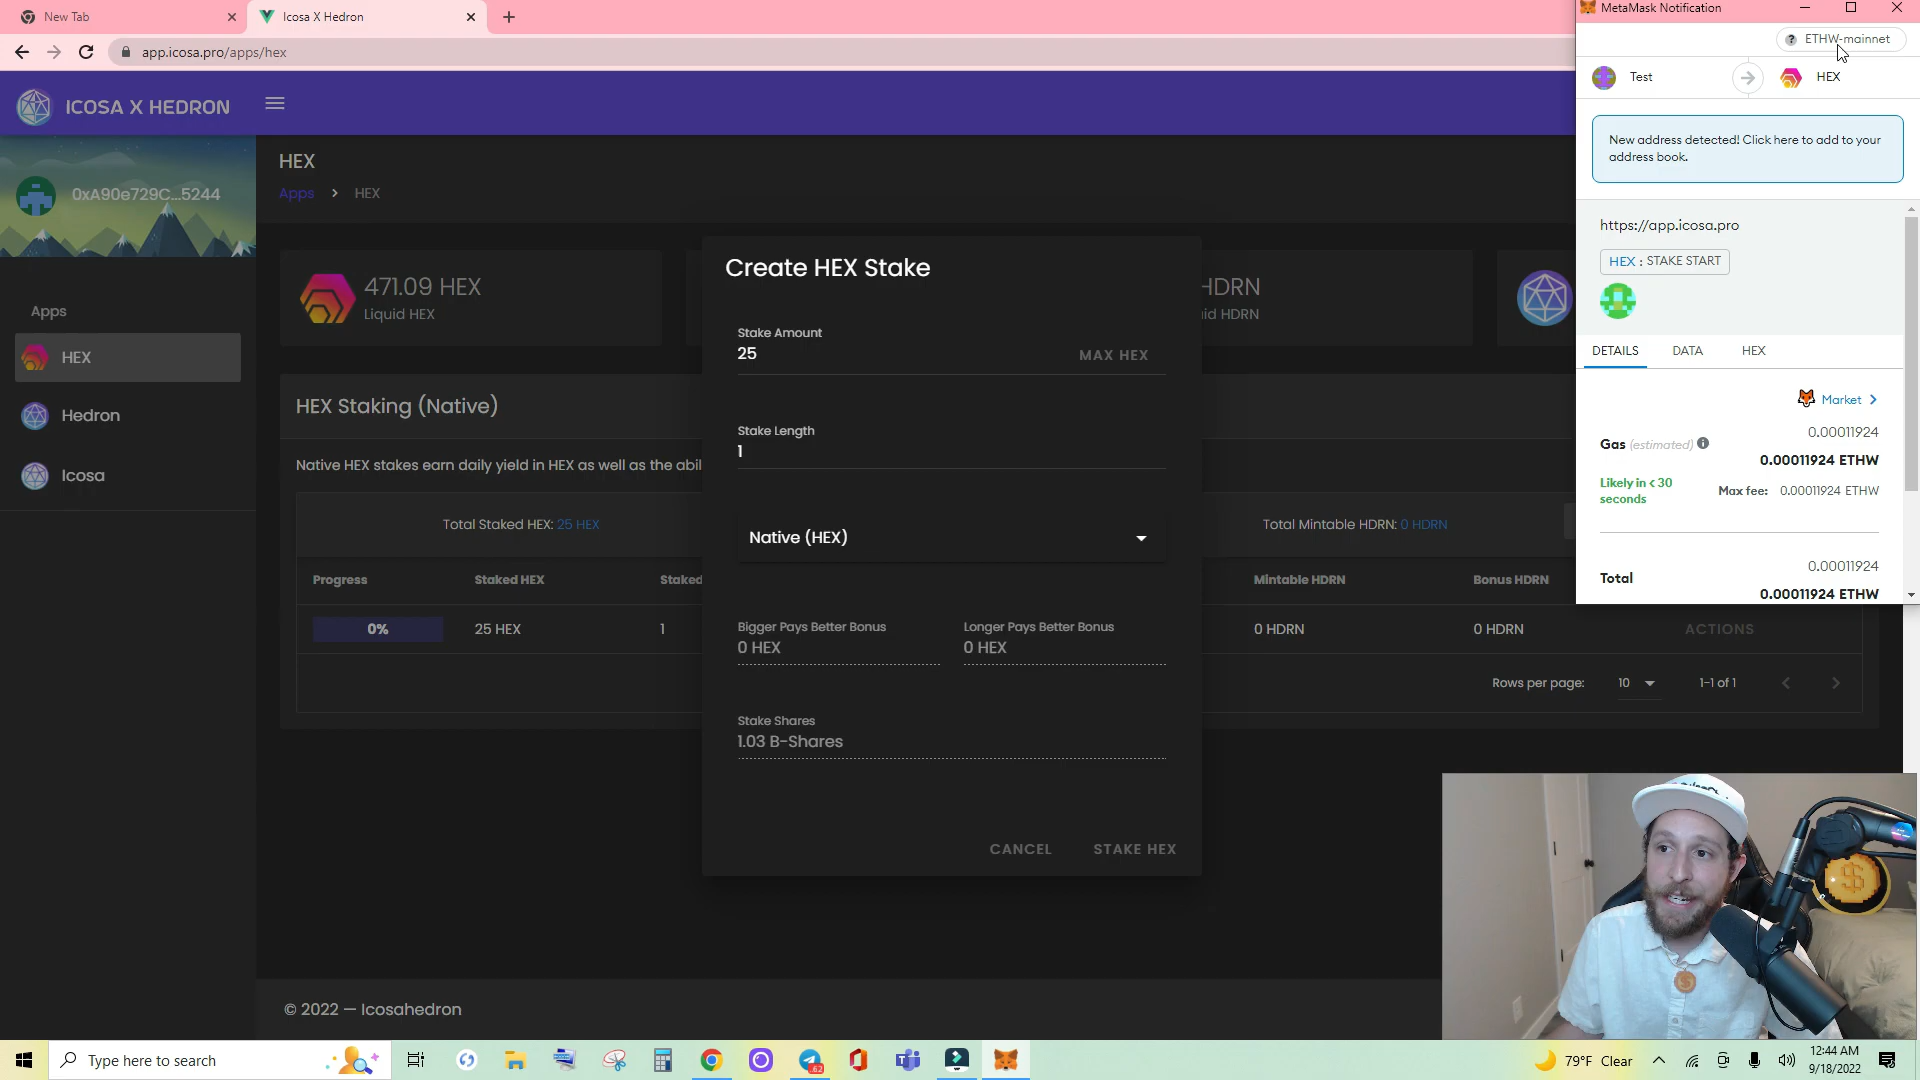 New Tab
Icosa X Hedron
MetaMask Notification
app.icosa.pro/apps/hex
ETHW-mainnet
Test
HEX
ICOSA X HEDRON
New address detected! Click here to add to your
address book.
0xA90e729C...5244
HEX
Apps > HEX
https://app.icosa.pro
HEX : STAKE START
471.09 HEX
Liquid HEX
HDRN
id HDRN
Apps
HEX
Hedron
Icosa
DETAILS
DATA
HEX
Market >
0.00011924
Gas (estimated)
0.00011924 ETHW
Likely in < 30
seconds
Max fee: 0.00011924 ETHW
0.00011924
Total
0.00011924 ETHW
HEX Staking (Native)
Native HEX stakes earn daily yield in HEX as well as the abil
Total Staked HEX: 25 HEX
Total Mintable HDRN: 0 HDRN
Progress
Staked HEX
Staked
Mintable HDRN
Bonus HDRN
0%
25 HEX
1
0 HDRN
0 HDRN
ACTIONS
Rows per page:
10
1-1 of 1
Create HEX Stake
Stake Amount
25
MAX HEX
Stake Length
1
Native (HEX)
Bigger Pays Better Bonus
0 HEX
Longer Pays Better Bonus
0 HEX
Stake Shares
1.03 B-Shares
CANCEL
STAKE HEX
© 2022 — Icosahedron
Type here to search
62
79°F Clear
12:44 AM
9/18/2022